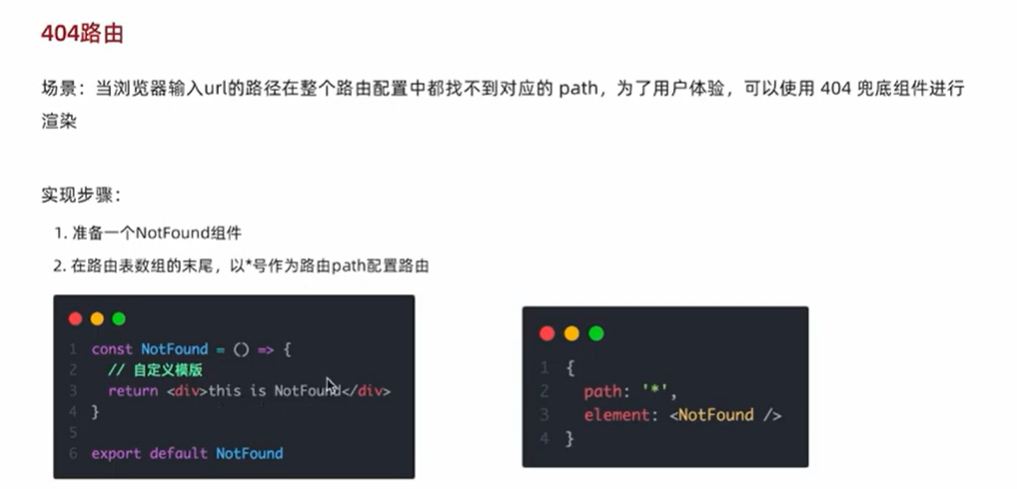 404路由
场景：当浏览器输入url的路径在整个路由配置中都找不到对应的 path，为了用户体验，可以使用 404 兜底组件进行
渲染
实现步骤：
1. 准备一个NotFound组件
2. 在路由表数组的末尾，以*号作为路由path配置路由
1 const NotFound = () => {
2   // 自定义模版
3   return <div>this is NotFound</div>
4 }
5
6 export default NotFound
1 {
2   path: '*',
3   element: <NotFound />
4 }